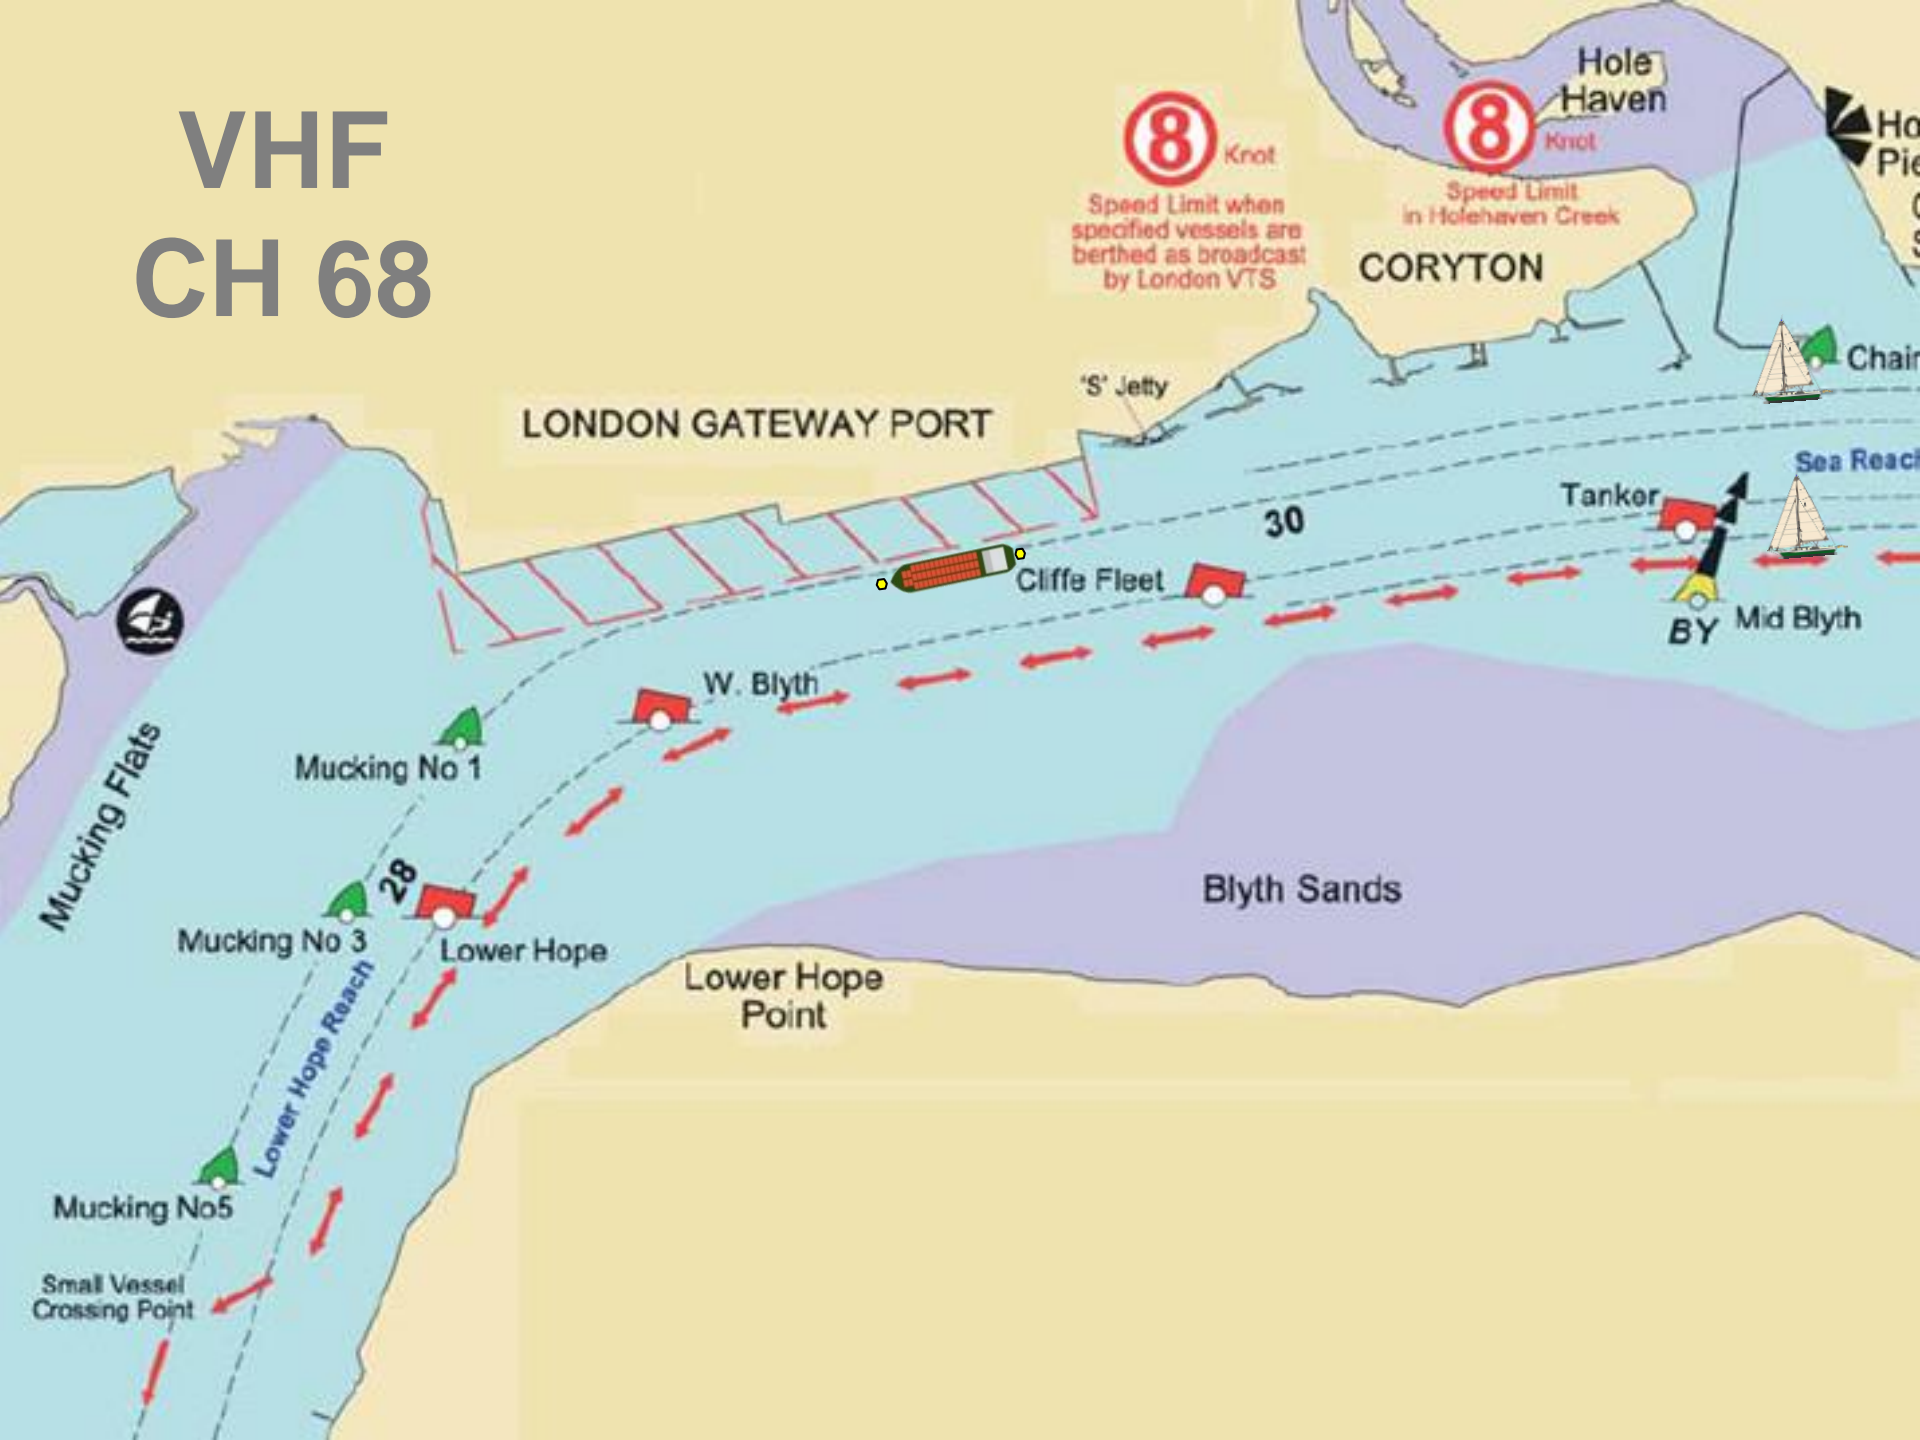 VHF
CH 68
Hole
Haven
8
Knot
Speed Limit when
specified vessels are
berthed as broadcast
by London VTS
8
Knot
Speed Limit
in Holehaven Creek
CORYTON
'S' Jetty
LONDON GATEWAY PORT
Sea Reach
Tanker
30
Cliffe Fleet
BY
Mid Blyth
W. Blyth
Mucking No 1
Mucking Flats
28
Mucking No 3
Lower Hope
Blyth Sands
Lower Hope
Point
Lower Hope Reach
Mucking No5
Small Vessel
Crossing Point